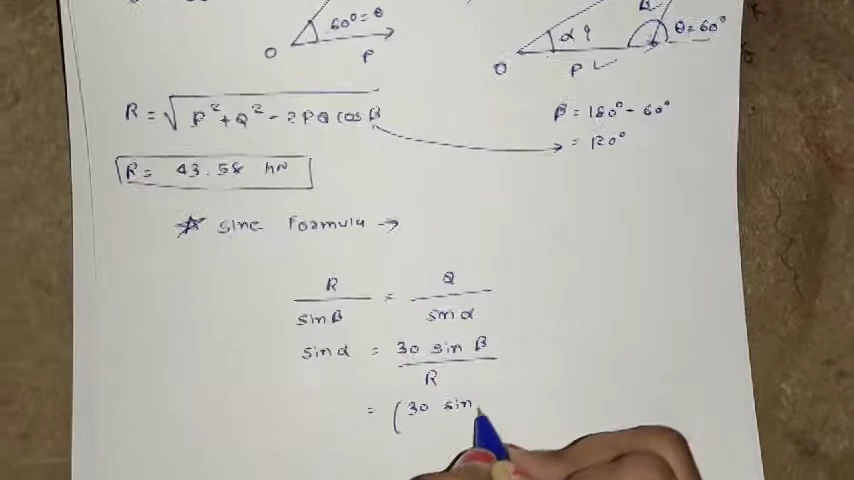 60° = θ
O
P
α ?
θ = 60°
O
P ✓
R = √P² + Q² - 2PQ cos β
β = 180° - 60°
= 120°
R = 43.58 kN
☆ sine Formula →
R / sin β = Q / sin α
sin α = 30 sin β / R
= (30 sin